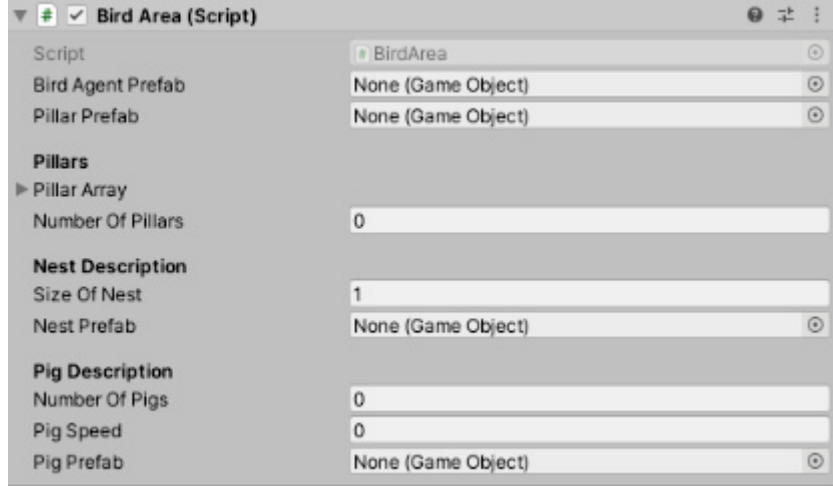 # Bird Area (Script)
Script # BirdArea
Bird Agent Prefab None (Game Object)
Pillar Prefab None (Game Object)
Pillars
Pillar Array
Number Of Pillars 0
Nest Description
Size Of Nest 1
Nest Prefab None (Game Object)
Pig Description
Number Of Pigs 0
Pig Speed 0
Pig Prefab None (Game Object)